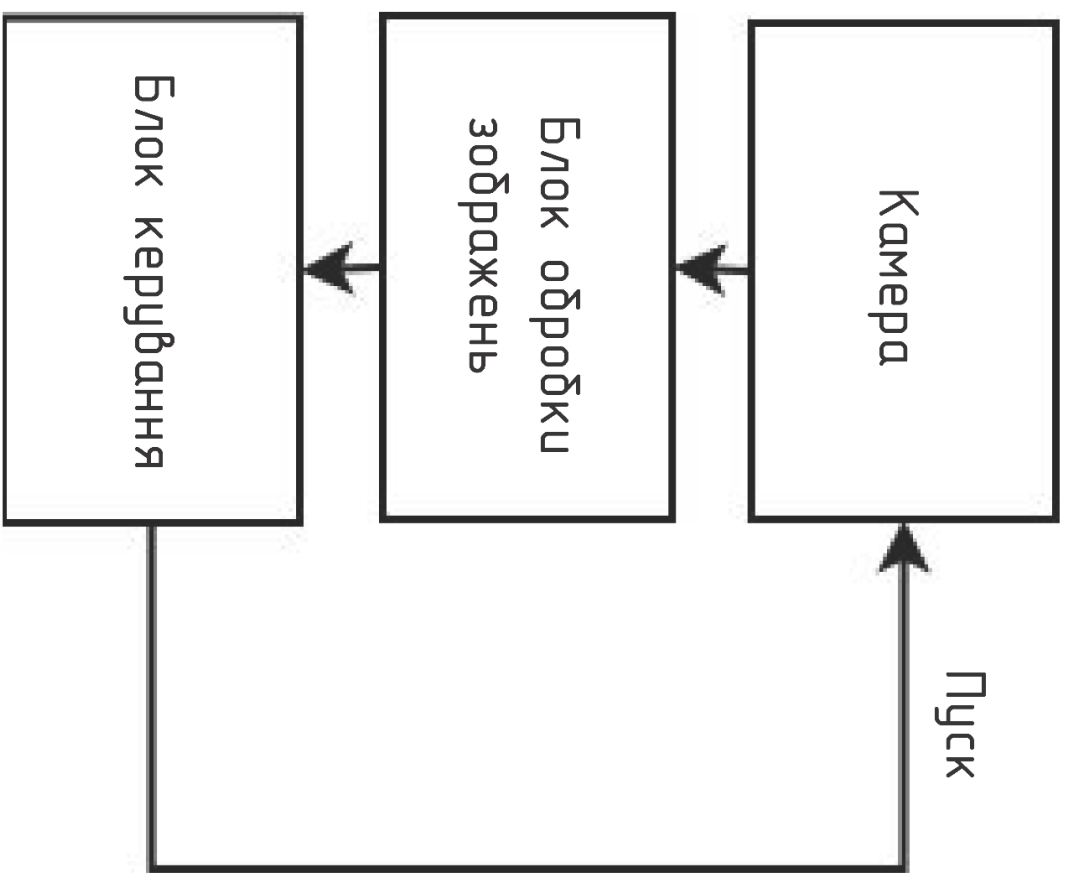 Камера
Пуск
Блок обробки
зображень
Блок керування